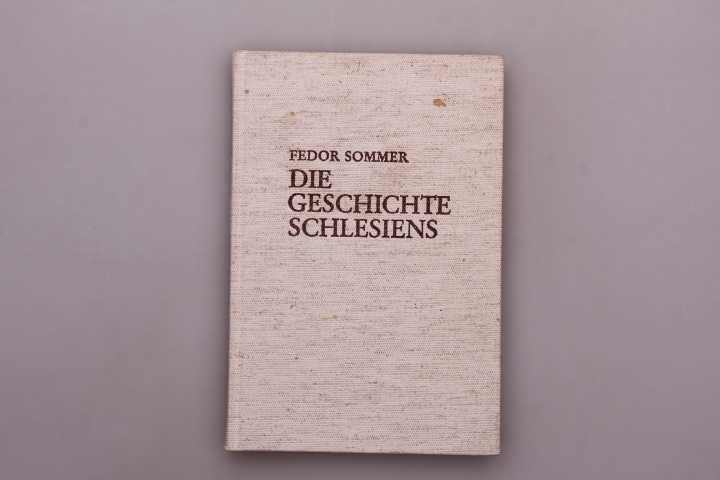 FEDOR SOMMER
DIE
GESCHICHTE
SCHLESIENS